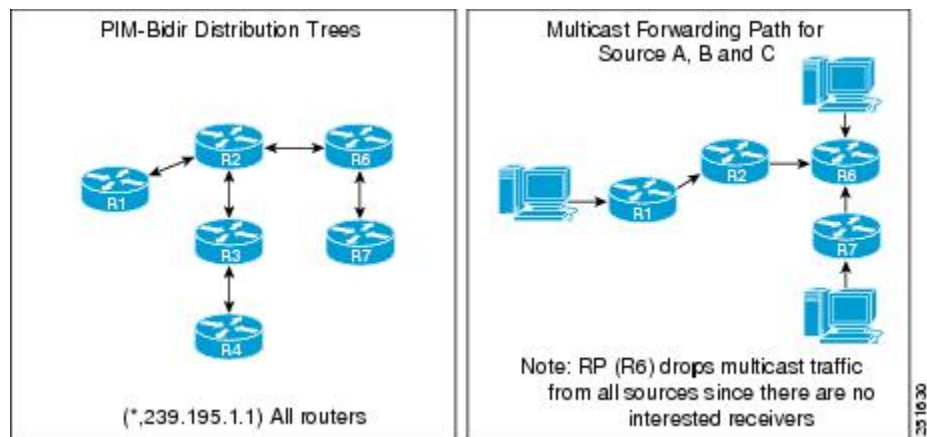 PIM-Bidir Distribution Trees
R1
R2
R6
R3
R7
R4
(*,239.195.1.1) All routers
Multicast Forwarding Path for
Source A, B and C
R1
R2
R6
R7
Note: RP (R6) drops multicast traffic
from all sources since there are no
interested receivers
251630